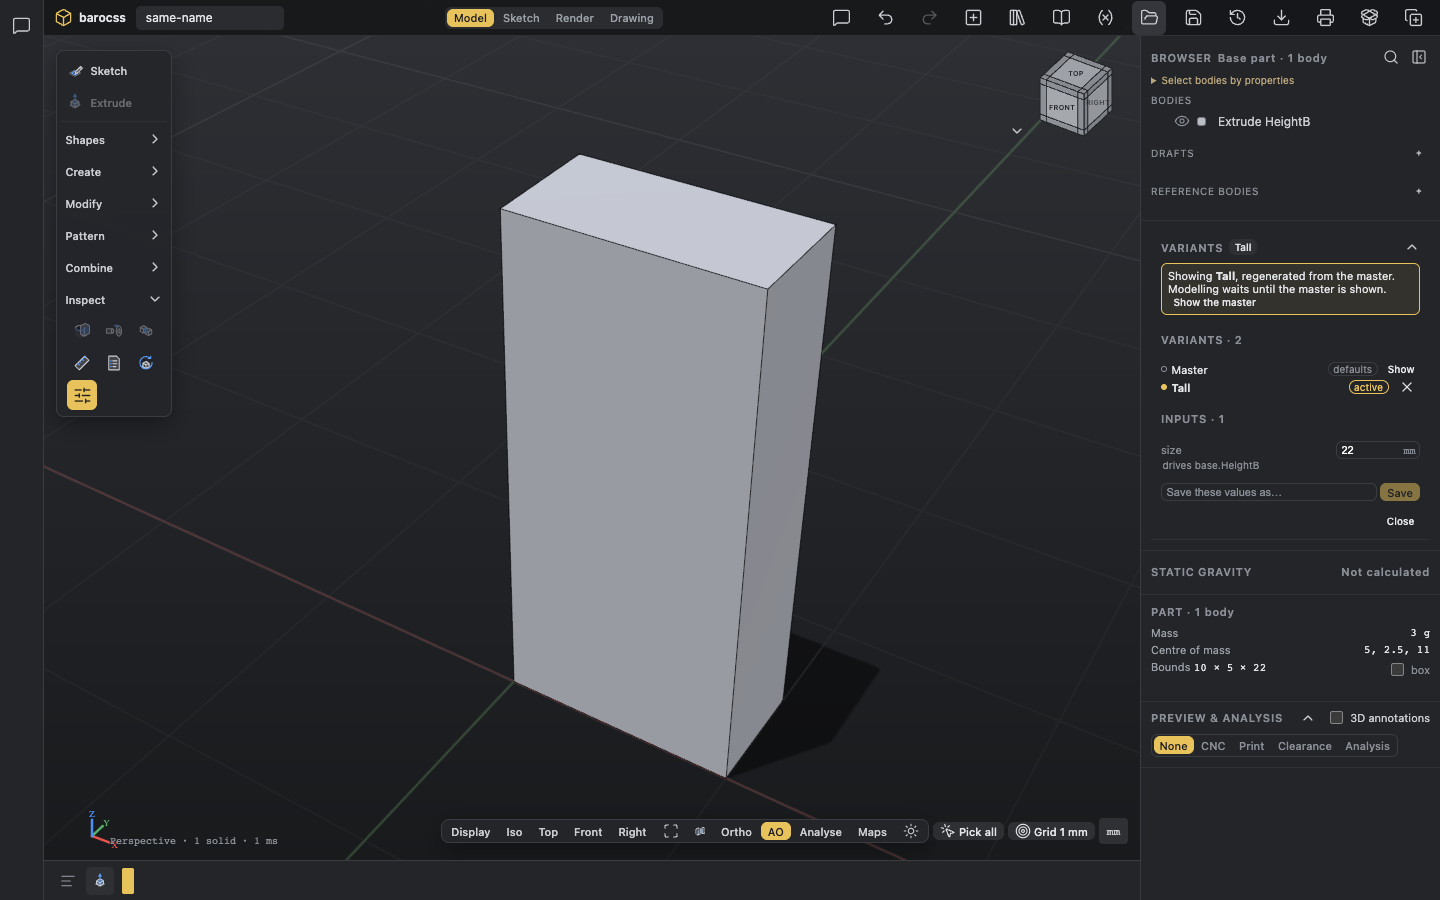 barocss
same-name
Model
Sketch
Render
Drawing
Sketch
Extrude
Shapes
Create
Modify
Pattern
Combine
Inspect
TOP
FRONT
RIGHT
BROWSER Base part · 1 body
Select bodies by properties
BODIES
Extrude HeightB
DRAFTS
REFERENCE BODIES
VARIANTS Tall
Showing Tall, regenerated from the master.
Modelling waits until the master is shown.
Show the master
VARIANTS · 2
Master defaults Show
Tall active
INPUTS · 1
size 22 mm
drives base.HeightB
Save these values as... Save
Close
STATIC GRAVITY Not calculated
PART · 1 body
Mass 3 g
Centre of mass 5, 2.5, 11
Bounds 10 × 5 × 22 box
PREVIEW & ANALYSIS 3D annotations
None CNC Print Clearance Analysis
Z
Y
X
Perspective · 1 solid · 1 ms
Display Iso Top Front Right Ortho AO Analyse Maps Pick all Grid 1 mm mm